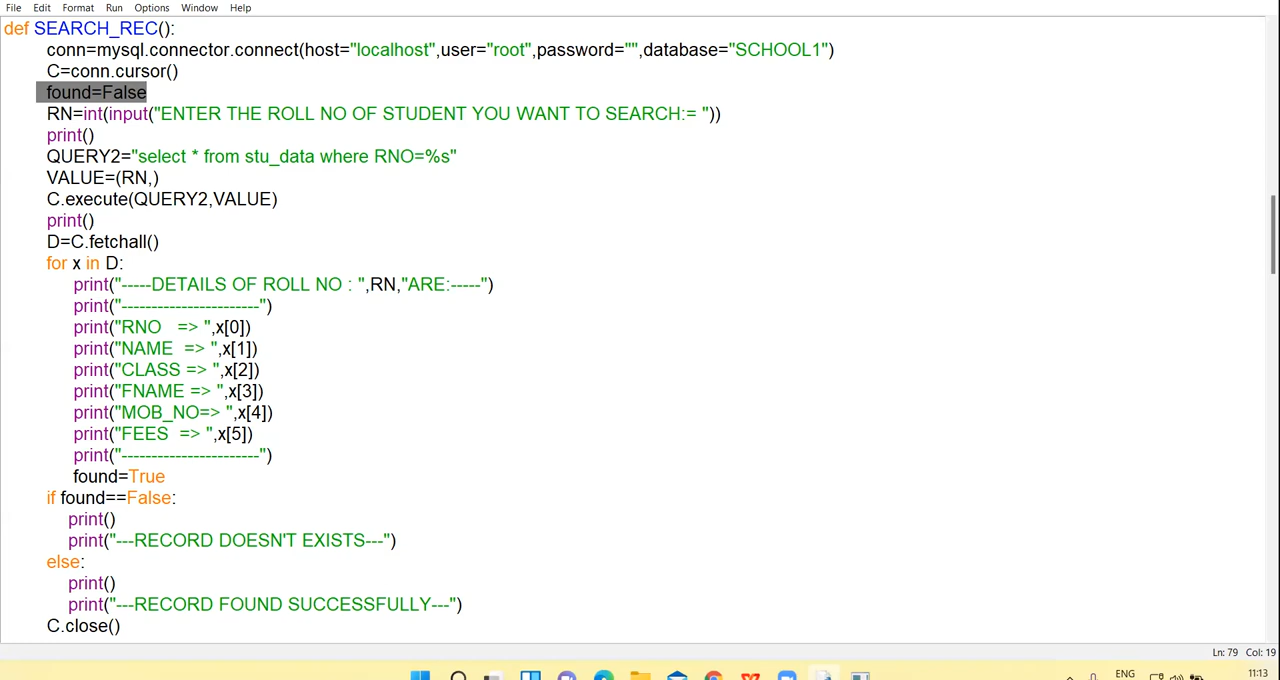 File Edit Format Run Options Window Help
def SEARCH_REC():
conn=mysql.connector.connect(host="localhost",user="root",password="",database="SCHOOL1")
C=conn.cursor()
found=False
RN=int(input("ENTER THE ROLL NO OF STUDENT YOU WANT TO SEARCH:= "))
print()
QUERY2="select * from stu_data where RNO=%s"
VALUE=(RN,)
C.execute(QUERY2,VALUE)
print()
D=C.fetchall()
for x in D:
print("-----DETAILS OF ROLL NO : ",RN,"ARE:-----")
print("-----------------------")
print("RNO   => ",x[0])
print("NAME  => ",x[1])
print("CLASS => ",x[2])
print("FNAME => ",x[3])
print("MOB_NO=> ",x[4])
print("FEES  => ",x[5])
print("-----------------------")
found=True
if found==False:
print()
print("---RECORD DOESN'T EXISTS---")
else:
print()
print("---RECORD FOUND SUCCESSFULLY---")
C.close()
Ln: 79 Col: 19
ENG
11:13